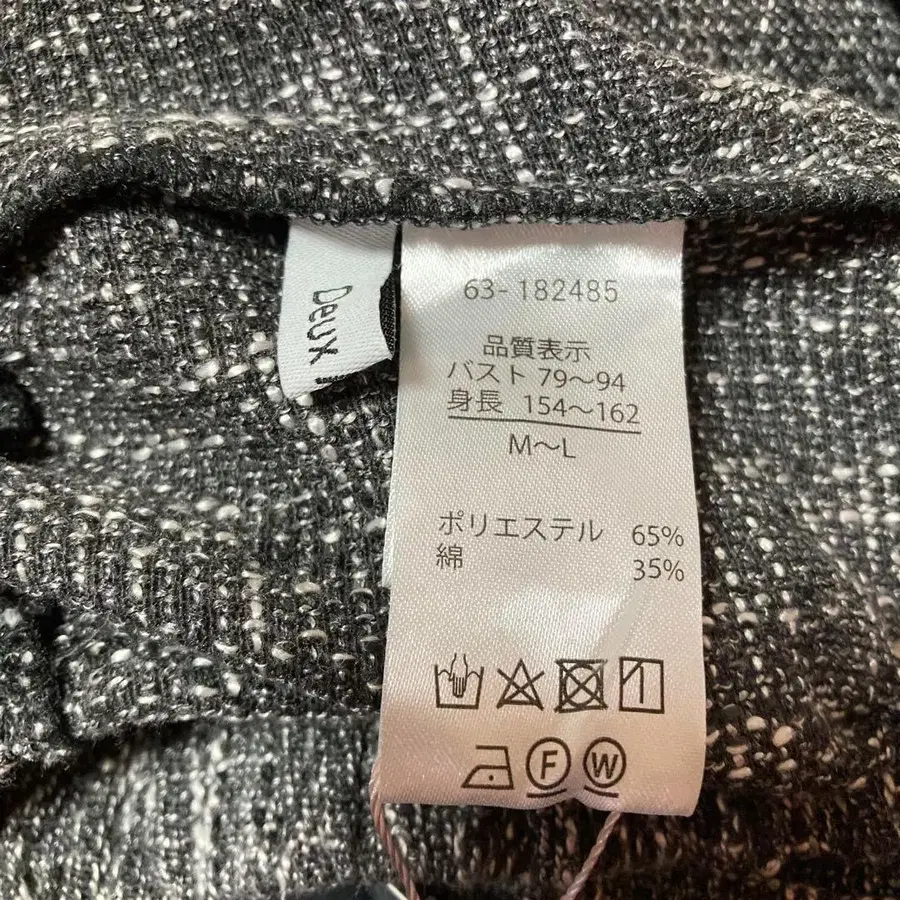 Deux
63-182485
品質表示
バスト 79～94
身長 154～162
M～L
ポリエステル 65%
綿 35%
F W